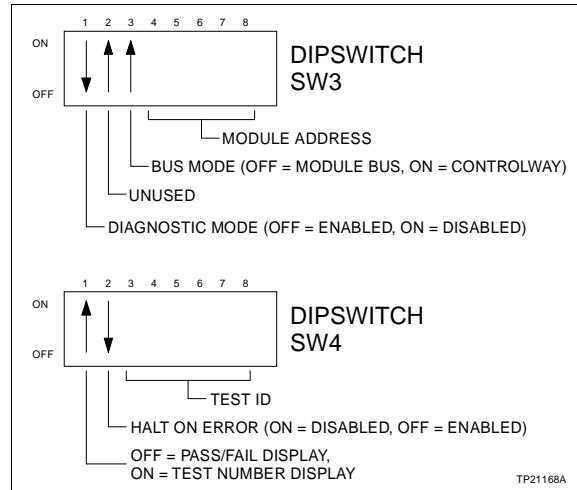 1 2 3 4 5 6 7 8
ON
OFF
DIPSWITCH
SW3
MODULE ADDRESS
BUS MODE (OFF = MODULE BUS, ON = CONTROLWAY)
UNUSED
DIAGNOSTIC MODE (OFF = ENABLED, ON = DISABLED)
1 2 3 4 5 6 7 8
ON
OFF
DIPSWITCH
SW4
TEST ID
HALT ON ERROR (ON = DISABLED, OFF = ENABLED)
OFF = PASS/FAIL DISPLAY,
ON = TEST NUMBER DISPLAY
TP21168A